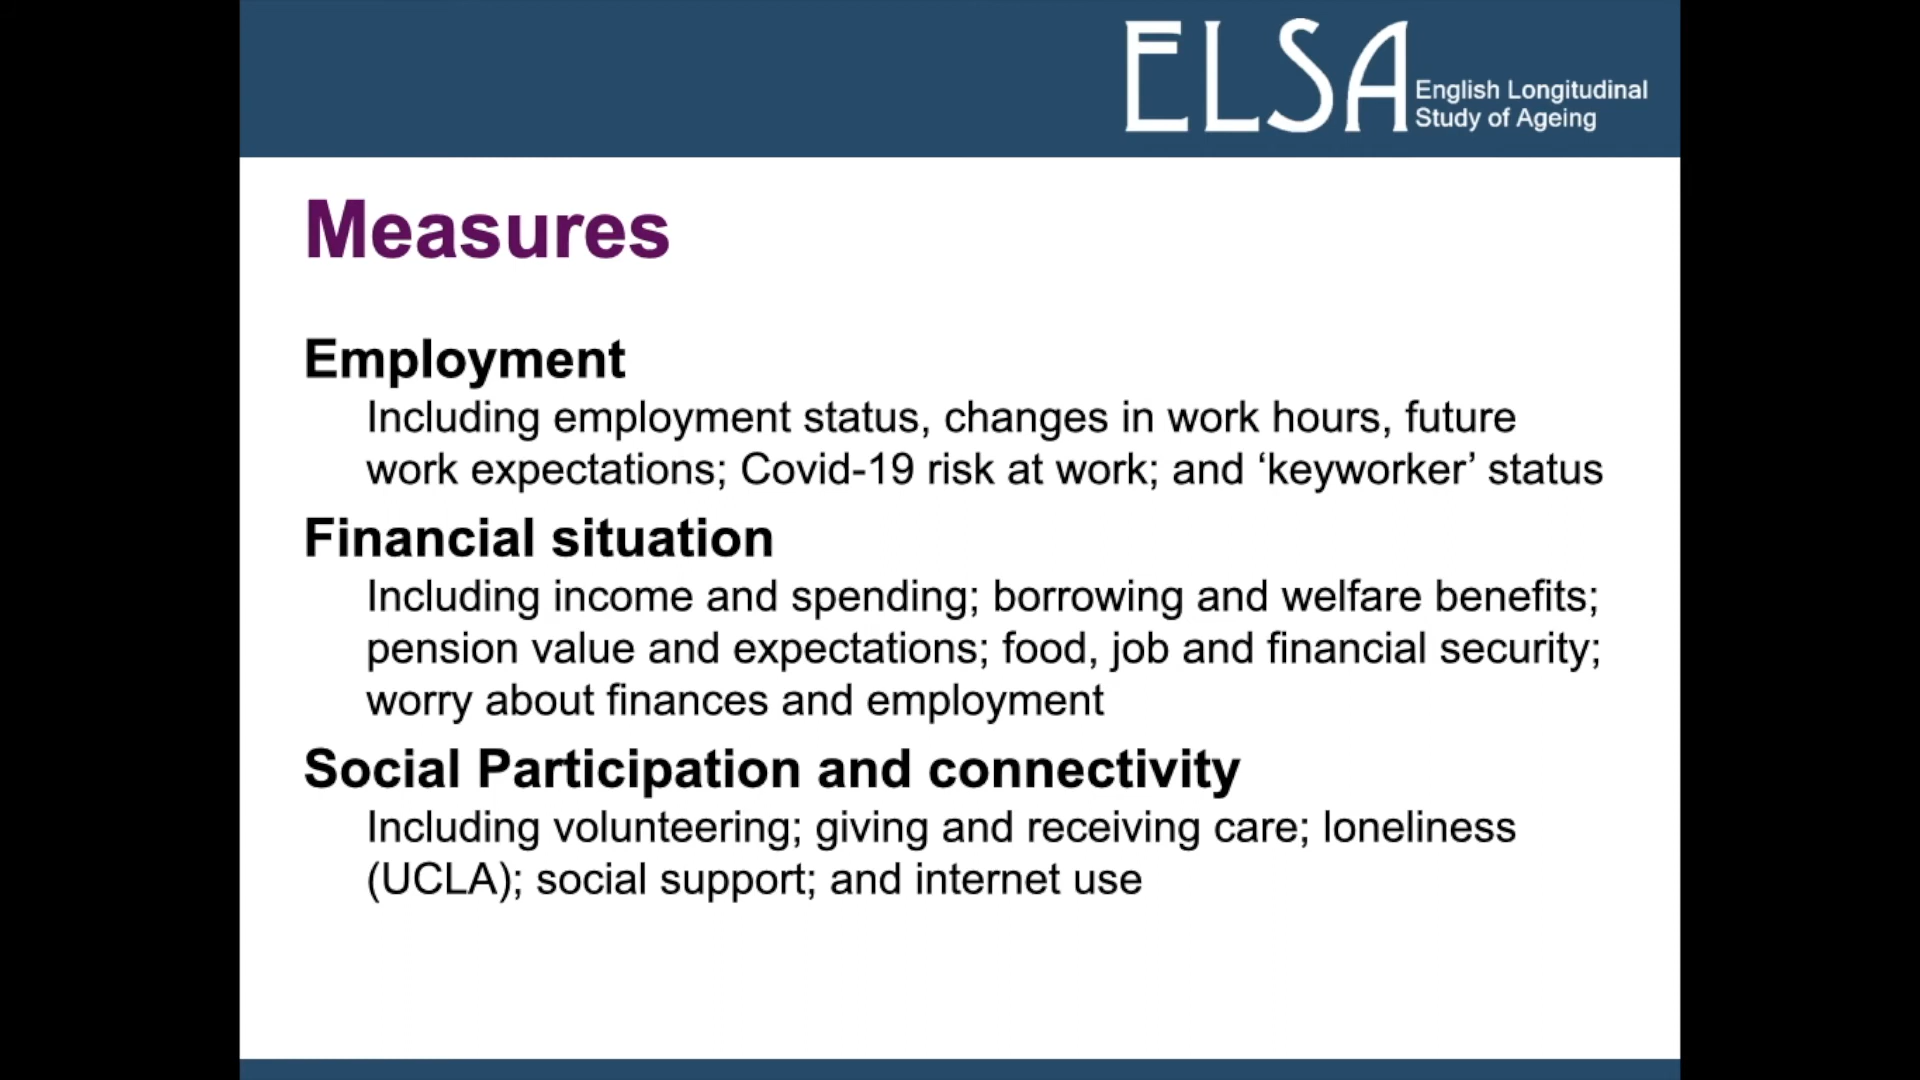 ELSA
English Longitudinal
Study of Ageing
Measures
Employment
Including employment status, changes in work hours, future
work expectations; Covid-19 risk at work; and ‘keyworker’ status
Financial situation
Including income and spending; borrowing and welfare benefits;
pension value and expectations; food, job and financial security;
worry about finances and employment
Social Participation and connectivity
Including volunteering; giving and receiving care; loneliness
(UCLA); social support; and internet use